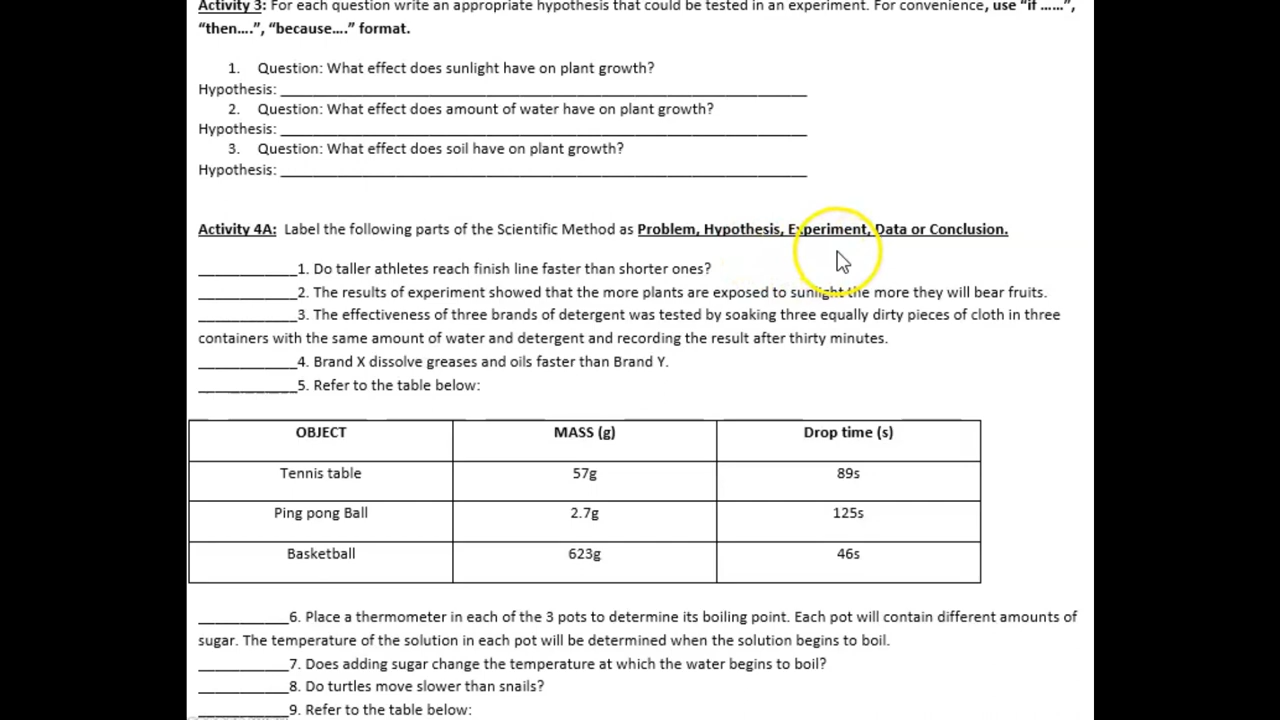 Activity 3: For each question write an appropriate hypothesis that could be tested in an experiment. For convenience, use “if ……”,
“then….”, “because….” format.
1. Question: What effect does sunlight have on plant growth?
Hypothesis: ____________________
2. Question: What effect does amount of water have on plant growth?
Hypothesis: ____________________
3. Question: What effect does soil have on plant growth?
Hypothesis: ____________________
Activity 4A: Label the following parts of the Scientific Method as Problem, Hypothesis, Experiment, Data or Conclusion.
____________1. Do taller athletes reach finish line faster than shorter ones?
____________2. The results of experiment showed that the more plants are exposed to sunlight the more they will bear fruits.
____________3. The effectiveness of three brands of detergent was tested by soaking three equally dirty pieces of cloth in three
containers with the same amount of water and detergent and recording the result after thirty minutes.
____________4. Brand X dissolve greases and oils faster than Brand Y.
____________5. Refer to the table below:
OBJECT MASS (g) Drop time (s)
Tennis table 57g 89s
Ping pong Ball 2.7g 125s
Basketball 623g 46s
___________6. Place a thermometer in each of the 3 pots to determine its boiling point. Each pot will contain different amounts of
sugar. The temperature of the solution in each pot will be determined when the solution begins to boil.
___________7. Does adding sugar change the temperature at which the water begins to boil?
___________8. Do turtles move slower than snails?
___________9. Refer to the table below: